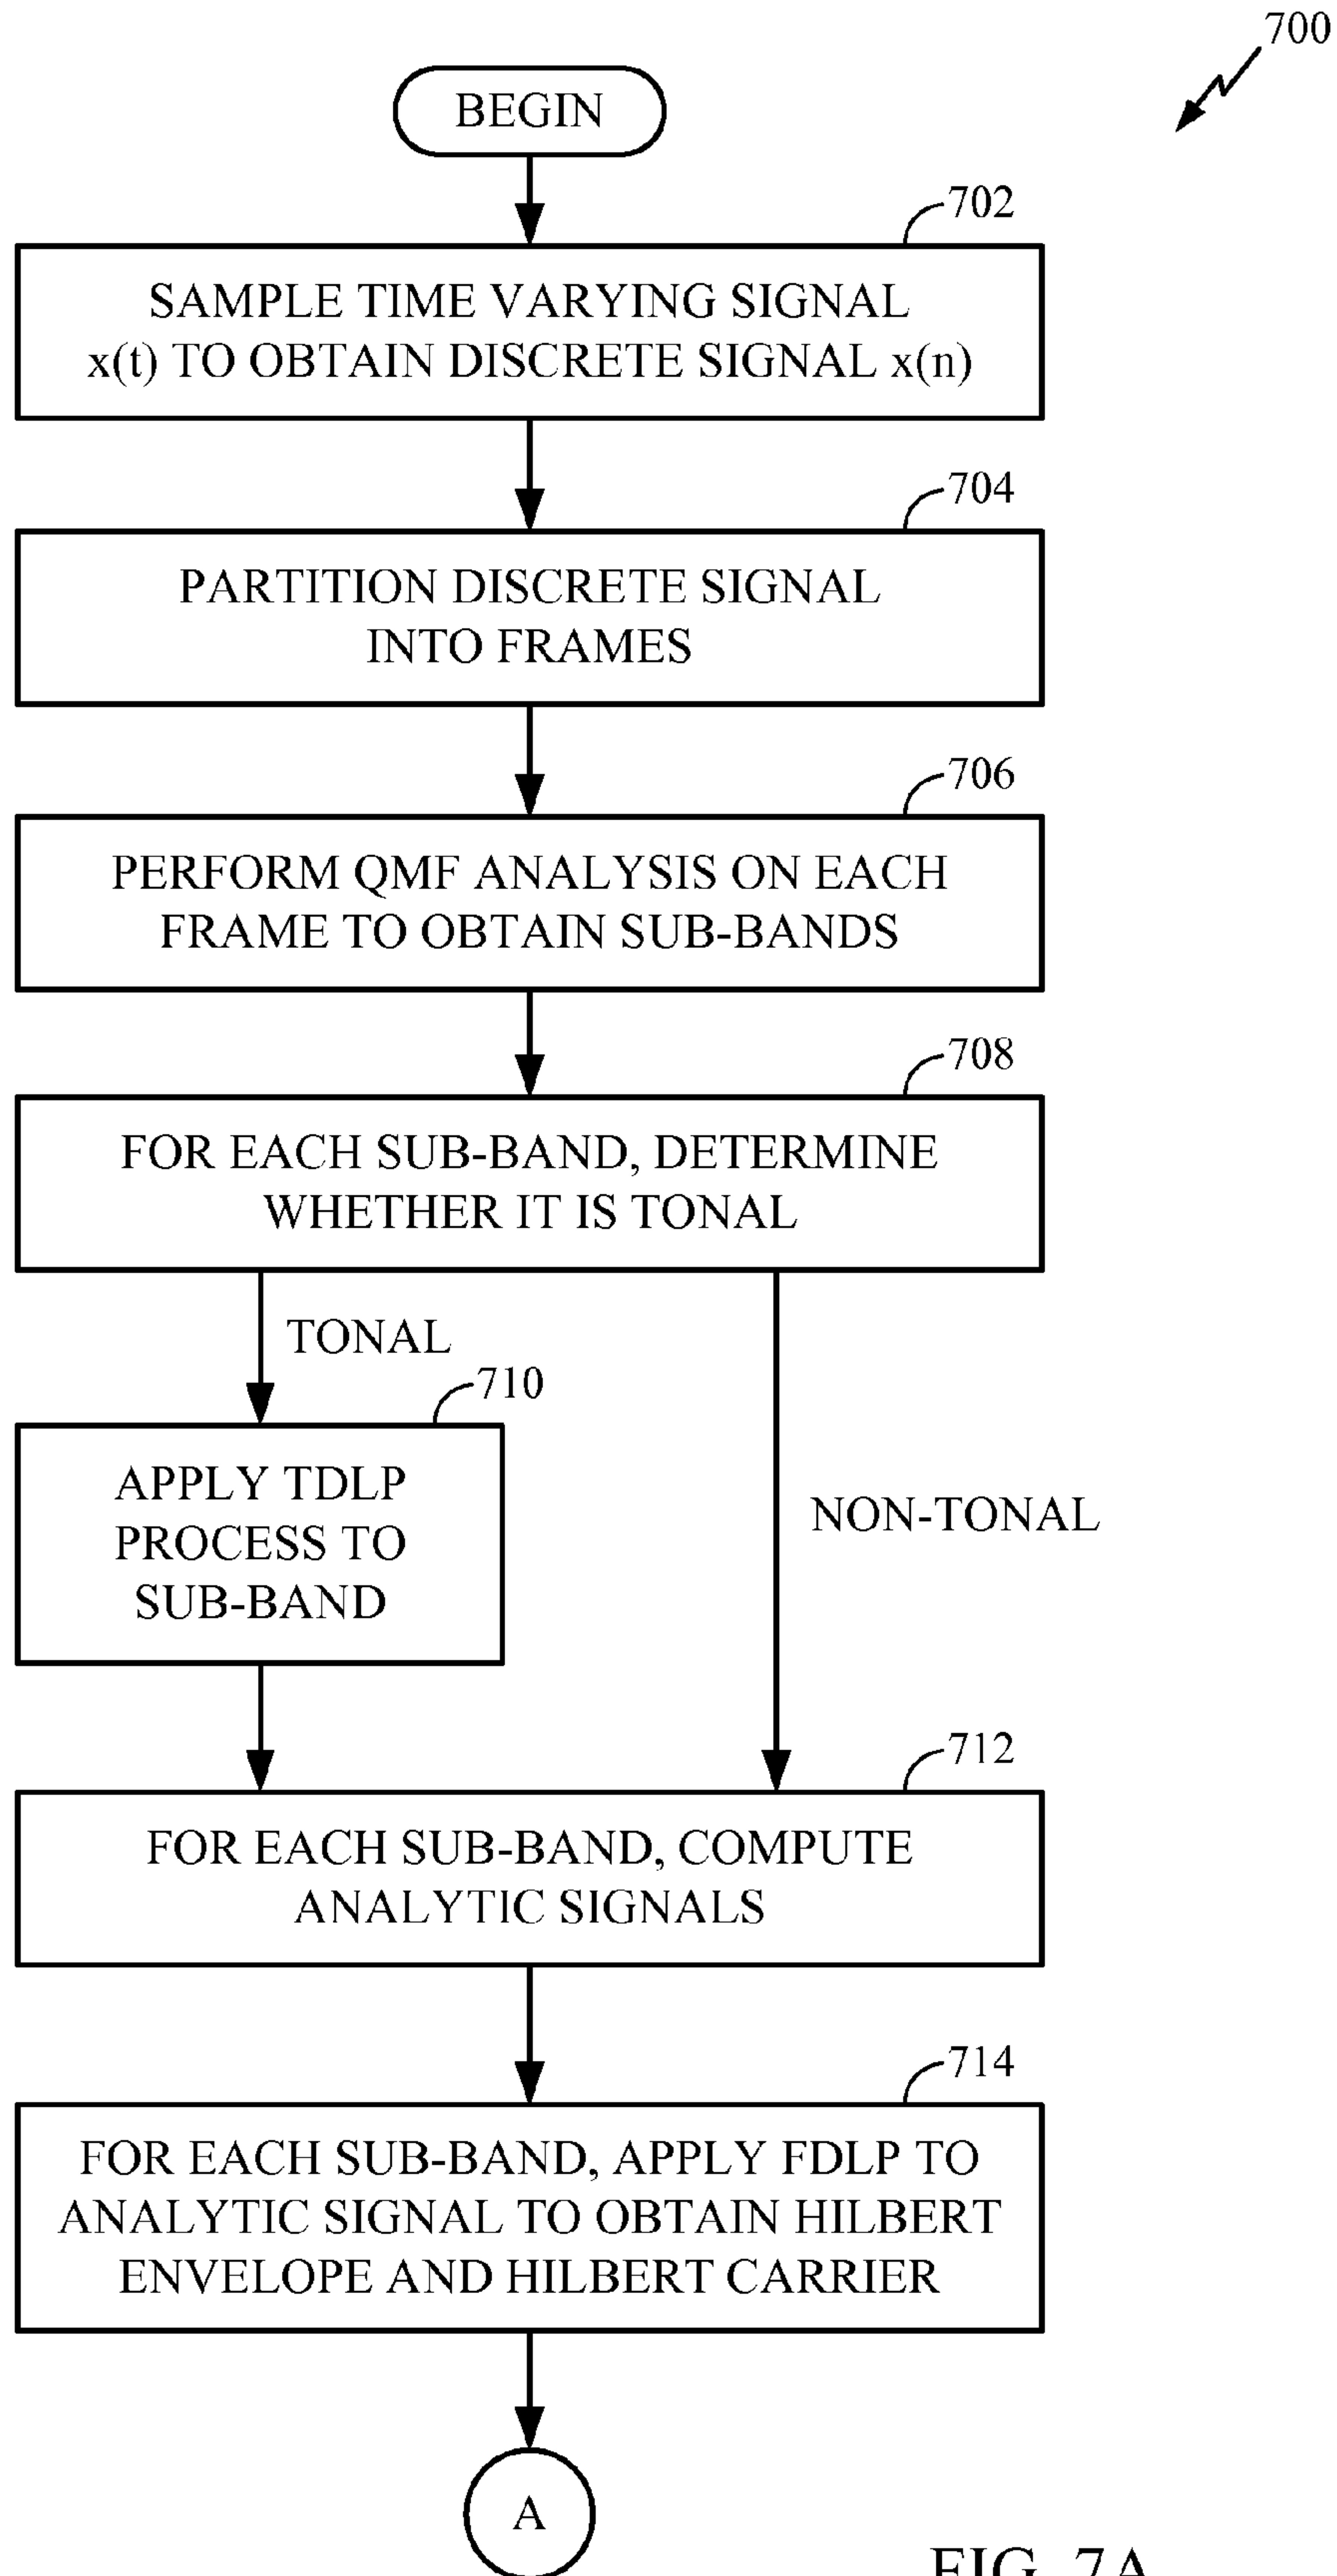 700
BEGIN
702
SAMPLE TIME VARYING SIGNAL
x(t) TO OBTAIN DISCRETE SIGNAL x(n)
704
PARTITION DISCRETE SIGNAL
INTO FRAMES
706
PERFORM QMF ANALYSIS ON EACH
FRAME TO OBTAIN SUB-BANDS
708
FOR EACH SUB-BAND, DETERMINE
WHETHER IT IS TONAL
TONAL
710
APPLY TDLP
PROCESS TO
SUB-BAND
NON-TONAL
712
FOR EACH SUB-BAND, COMPUTE
ANALYTIC SIGNALS
714
FOR EACH SUB-BAND, APPLY FDLP TO
ANALYTIC SIGNAL TO OBTAIN HILBERT
ENVELOPE AND HILBERT CARRIER
A
FIG. 7A